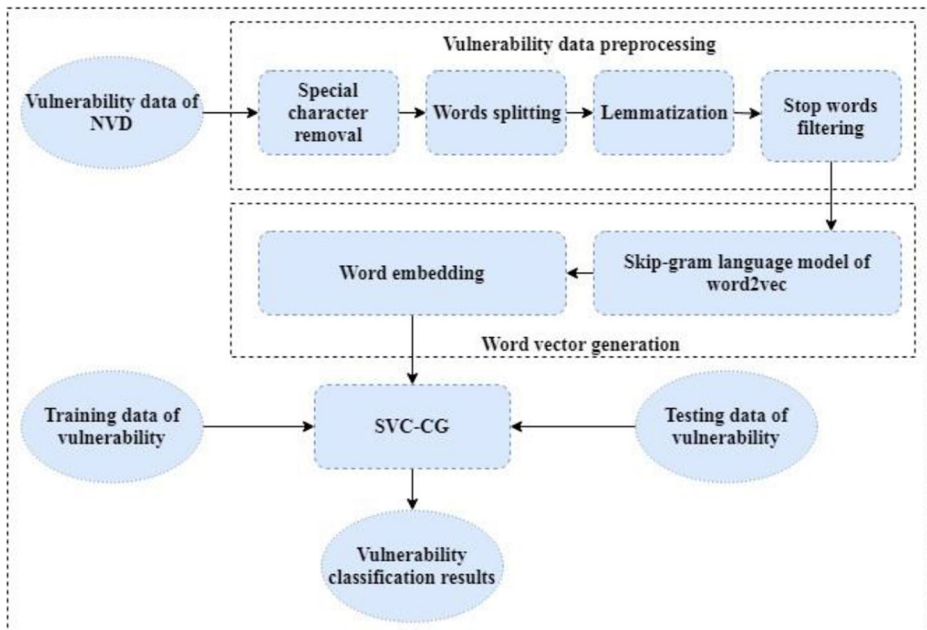 Vulnerability data preprocessing
Vulnerability data of
NVD
Special
character
removal
Words splitting
Lemmatization
Stop words
filtering
Word embedding
Skip-gram language model of
word2vec
Word vector generation
Training data of
vulnerability
SVC-CG
Testing data of
vulnerability
Vulnerability
classification results